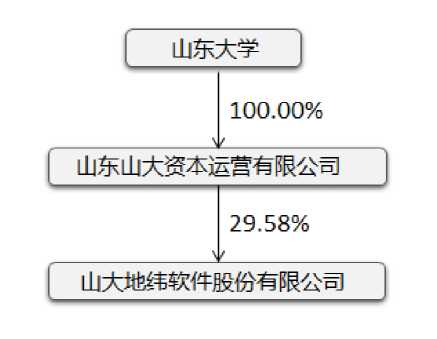 山东大学
100.00%
山东山大资本运营有限公司
29.58%
山大地纬软件股份有限公司